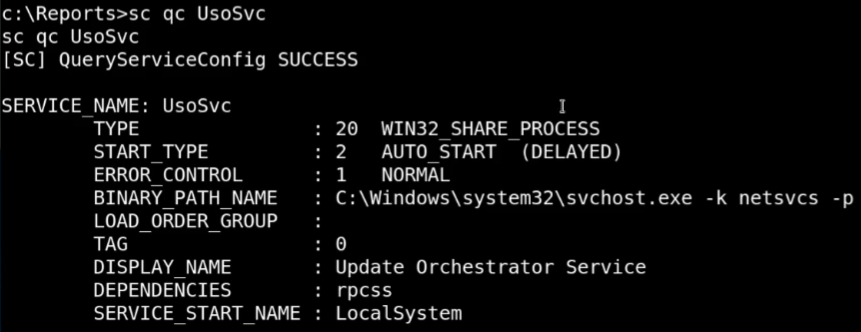 c:\Reports>sc qc UsoSvc
sc qc UsoSvc
[SC] QueryServiceConfig SUCCESS

SERVICE_NAME: UsoSvc
        TYPE               : 20  WIN32_SHARE_PROCESS
        START_TYPE         : 2   AUTO_START  (DELAYED)
        ERROR_CONTROL      : 1   NORMAL
        BINARY_PATH_NAME   : C:\Windows\system32\svchost.exe -k netsvcs -p
        LOAD_ORDER_GROUP   :
        TAG                : 0
        DISPLAY_NAME       : Update Orchestrator Service
        DEPENDENCIES       : rpcss
        SERVICE_START_NAME : LocalSystem